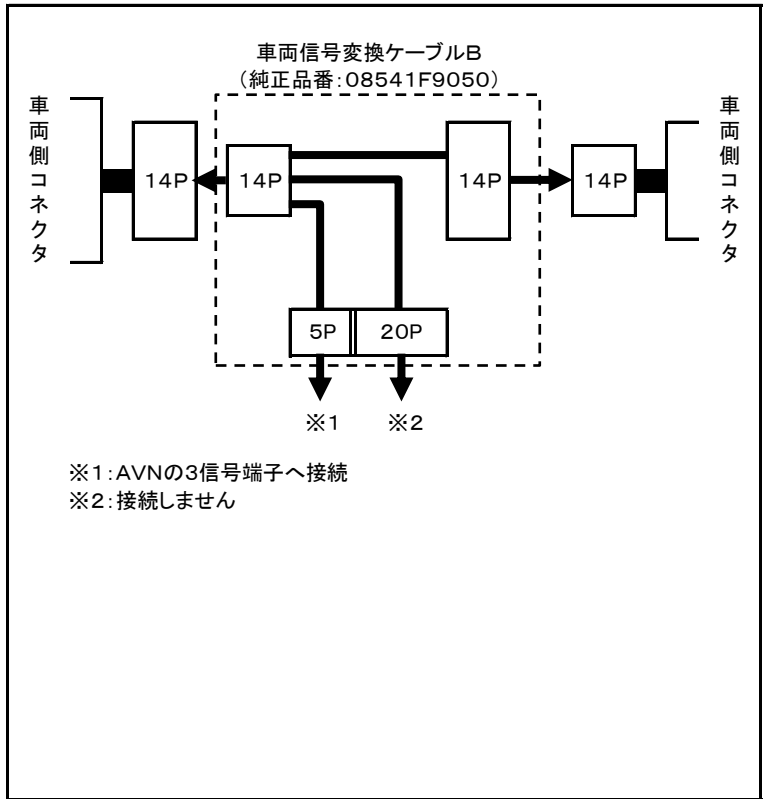 車両信号変換ケーブルB
(純正品番:08541F9050)
車両側コネクタ
14P
14P
14P
14P
車両側コネクタ
5P
20P
※1
※2
※1:AVNの3信号端子へ接続
※2:接続しません